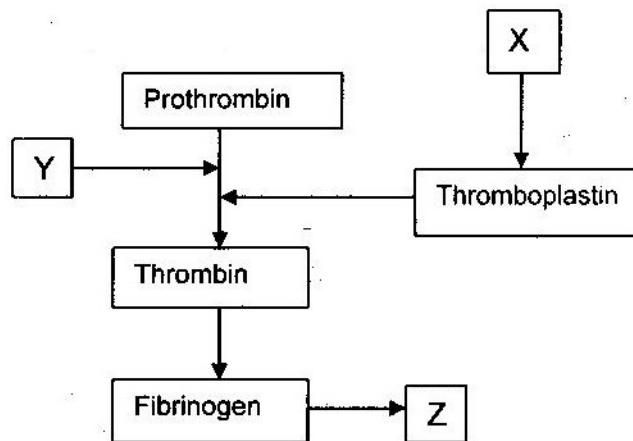 X
Prothrombin
Y
Thromboplastin
Thrombin
Fibrinogen
Z